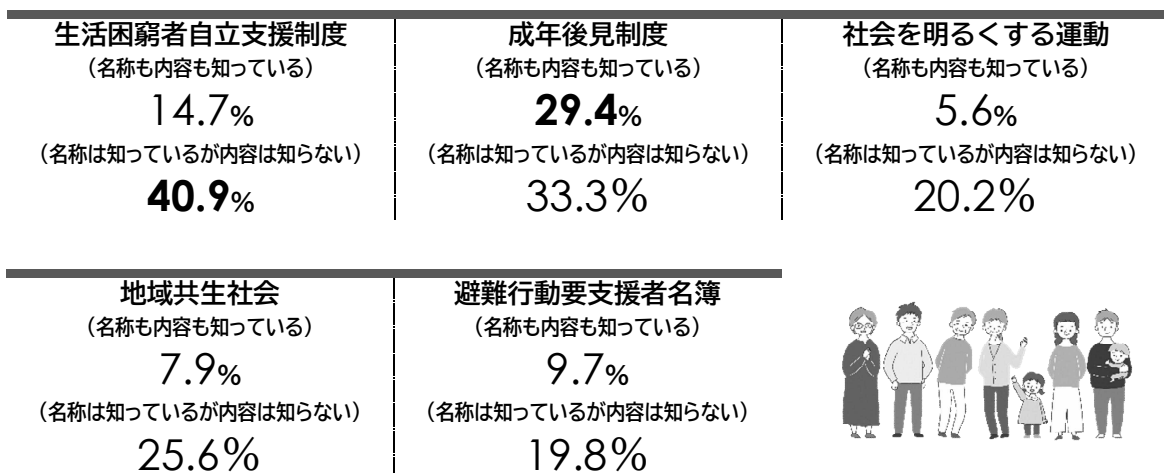 生活困窮者自立支援制度
（名称も内容も知っている）
14.7%
（名称は知っているが内容は知らない）
40.9%
成年後見制度
（名称も内容も知っている）
29.4%
（名称は知っているが内容は知らない）
33.3%
社会を明るくする運動
（名称も内容も知っている）
5.6%
（名称は知っているが内容は知らない）
20.2%
地域共生社会
（名称も内容も知っている）
7.9%
（名称は知っているが内容は知らない）
25.6%
避難行動要支援者名簿
（名称も内容も知っている）
9.7%
（名称は知っているが内容は知らない）
19.8%